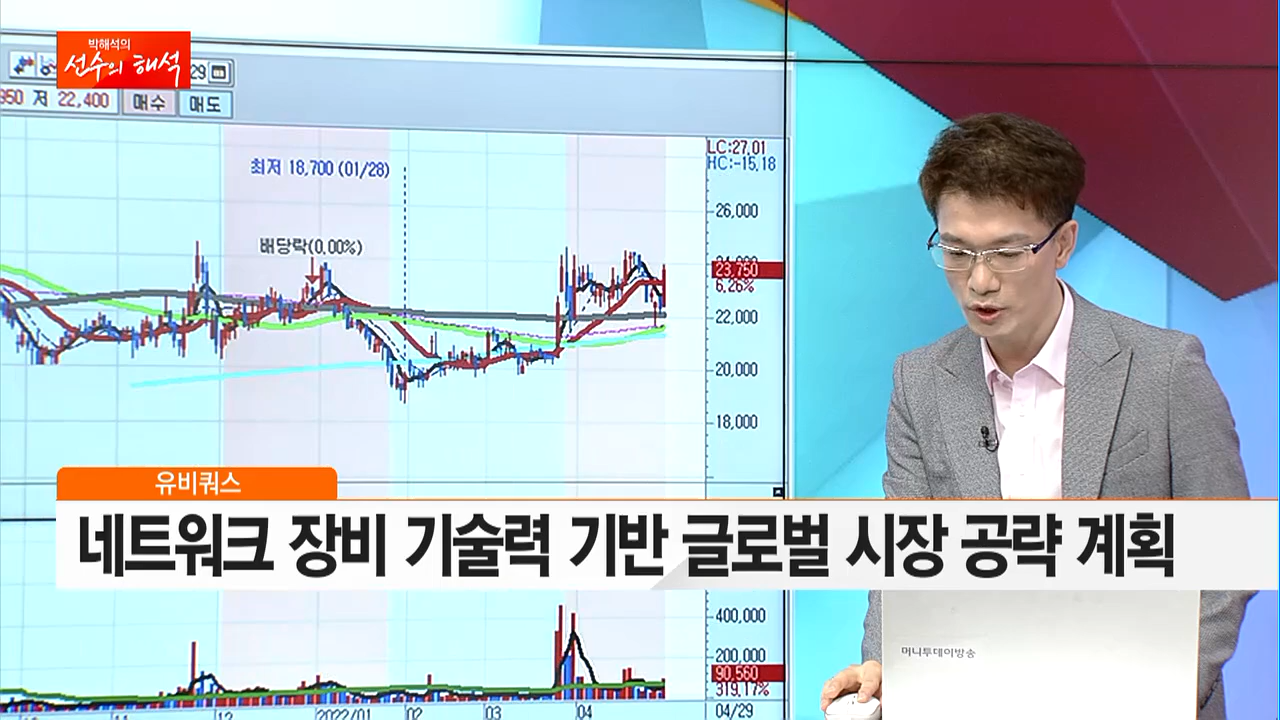 박해석의
선수의 해석
29
950 저 22,400 매수 매도
LC:27.01
HC:-15.18
최저 18,700 (01/28)
배당락(0.00%)
26,000
23,750
6.26%
22,000
20,000
18,000
유비쿼스
네트워크 장비 기술력 기반 글로벌 시장 공략 계획
머니투데이방송
400,000
200,000
90,560
319.17%
11 12 2022/01 02 03 04 04/29